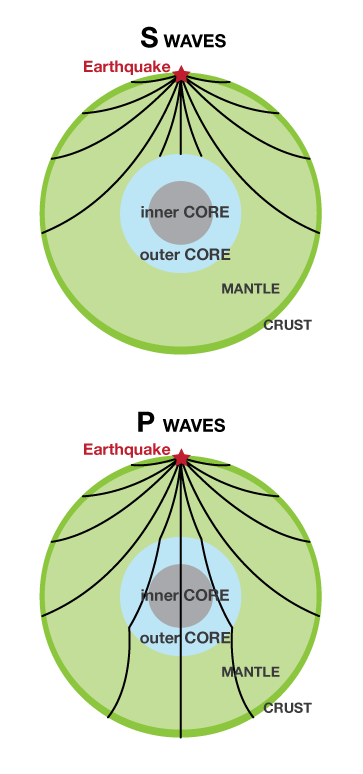 S WAVES
Earthquake
inner CORE
outer CORE
MANTLE
CRUST
P WAVES
Earthquake
inner CORE
outer CORE
MANTLE
CRUST